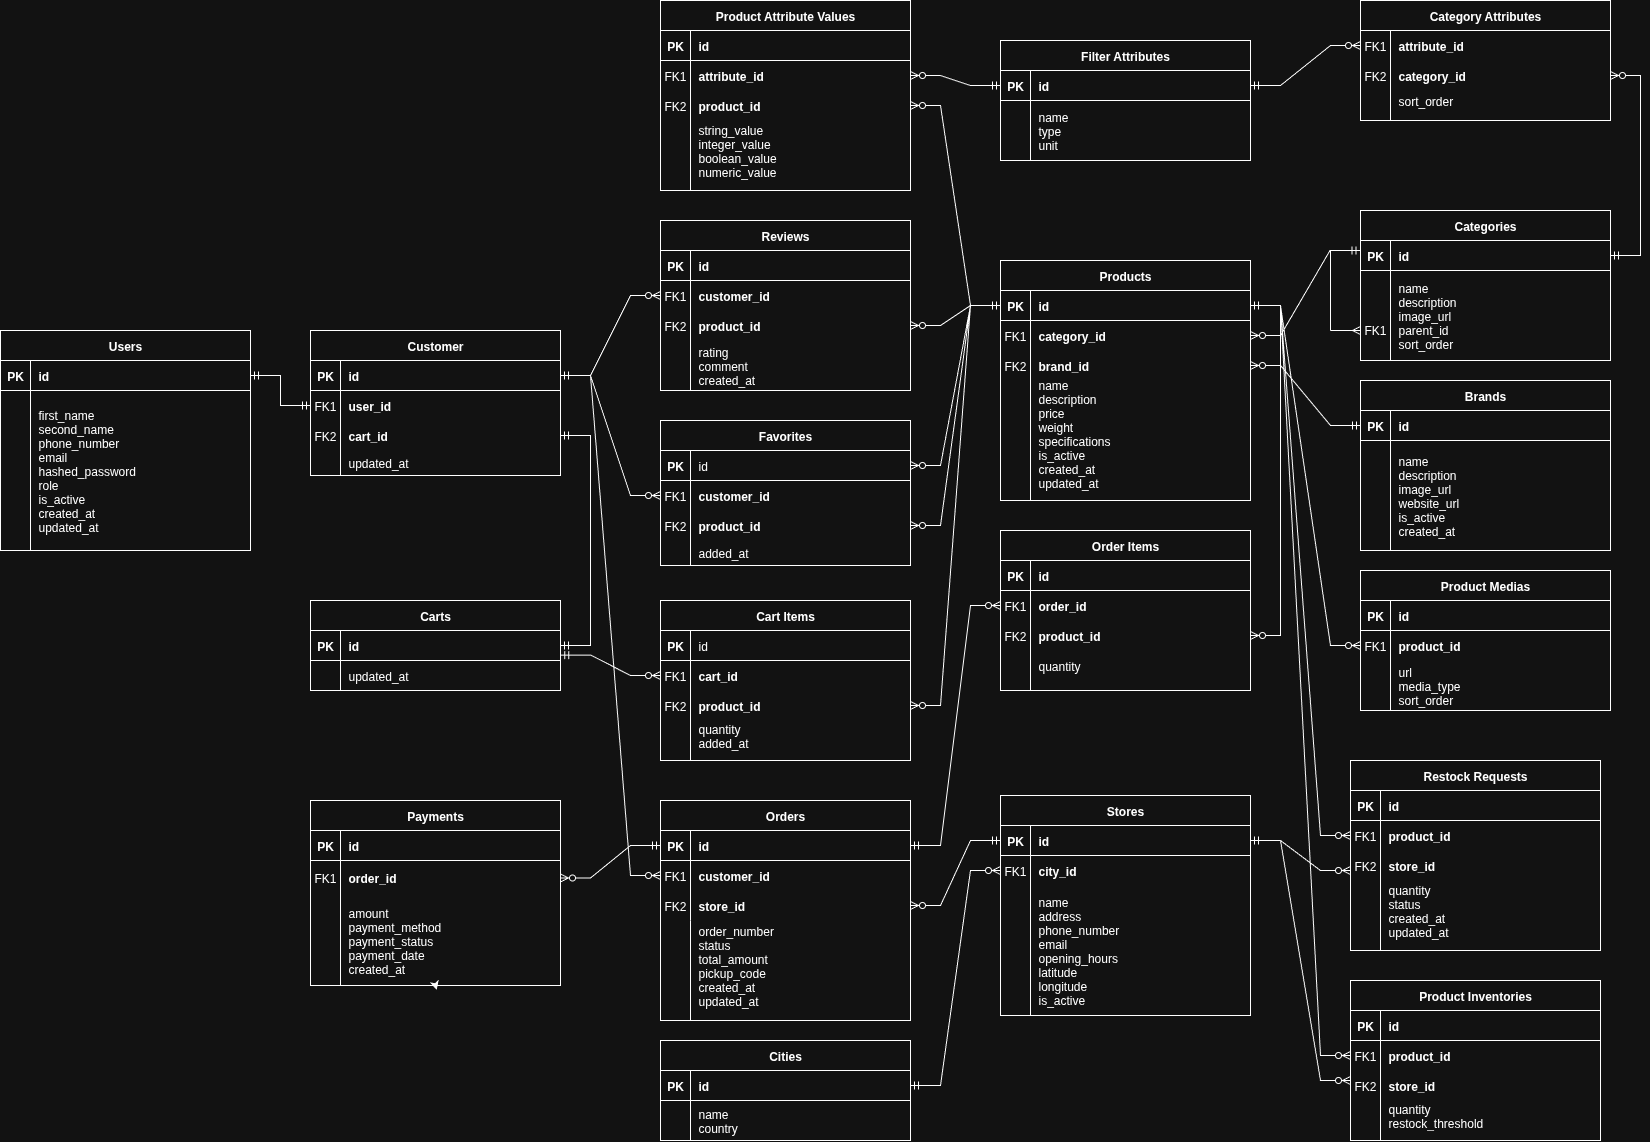 Product Attribute Values
PK id
FK1 attribute_id
FK2 product_id
string_value
integer_value
boolean_value
numeric_value
Filter Attributes
PK id
name
type
unit
Category Attributes
FK1 attribute_id
FK2 category_id
sort_order
Reviews
PK id
FK1 customer_id
FK2 product_id
rating
comment
created_at
Products
PK id
FK1 category_id
FK2 brand_id
name
description
price
weight
specifications
is_active
created_at
updated_at
Categories
PK id
name
description
image_url
FK1 parent_id
sort_order
Users
PK id
first_name
second_name
phone_number
email
hashed_password
role
is_active
created_at
updated_at
Customer
PK id
FK1 user_id
FK2 cart_id
updated_at
Favorites
PK id
FK1 customer_id
FK2 product_id
added_at
Brands
PK id
name
description
image_url
website_url
is_active
created_at
Carts
PK id
updated_at
Cart Items
PK id
FK1 cart_id
FK2 product_id
quantity
added_at
Order Items
PK id
FK1 order_id
FK2 product_id
quantity
Product Medias
PK id
FK1 product_id
url
media_type
sort_order
Payments
PK id
FK1 order_id
amount
payment_method
payment_status
payment_date
created_at
Orders
PK id
FK1 customer_id
FK2 store_id
order_number
status
total_amount
pickup_code
created_at
updated_at
Stores
PK id
FK1 city_id
name
address
phone_number
email
opening_hours
latitude
longitude
is_active
Restock Requests
PK id
FK1 product_id
FK2 store_id
quantity
status
created_at
updated_at
Cities
PK id
name
country
Product Inventories
PK id
FK1 product_id
FK2 store_id
quantity
restock_threshold